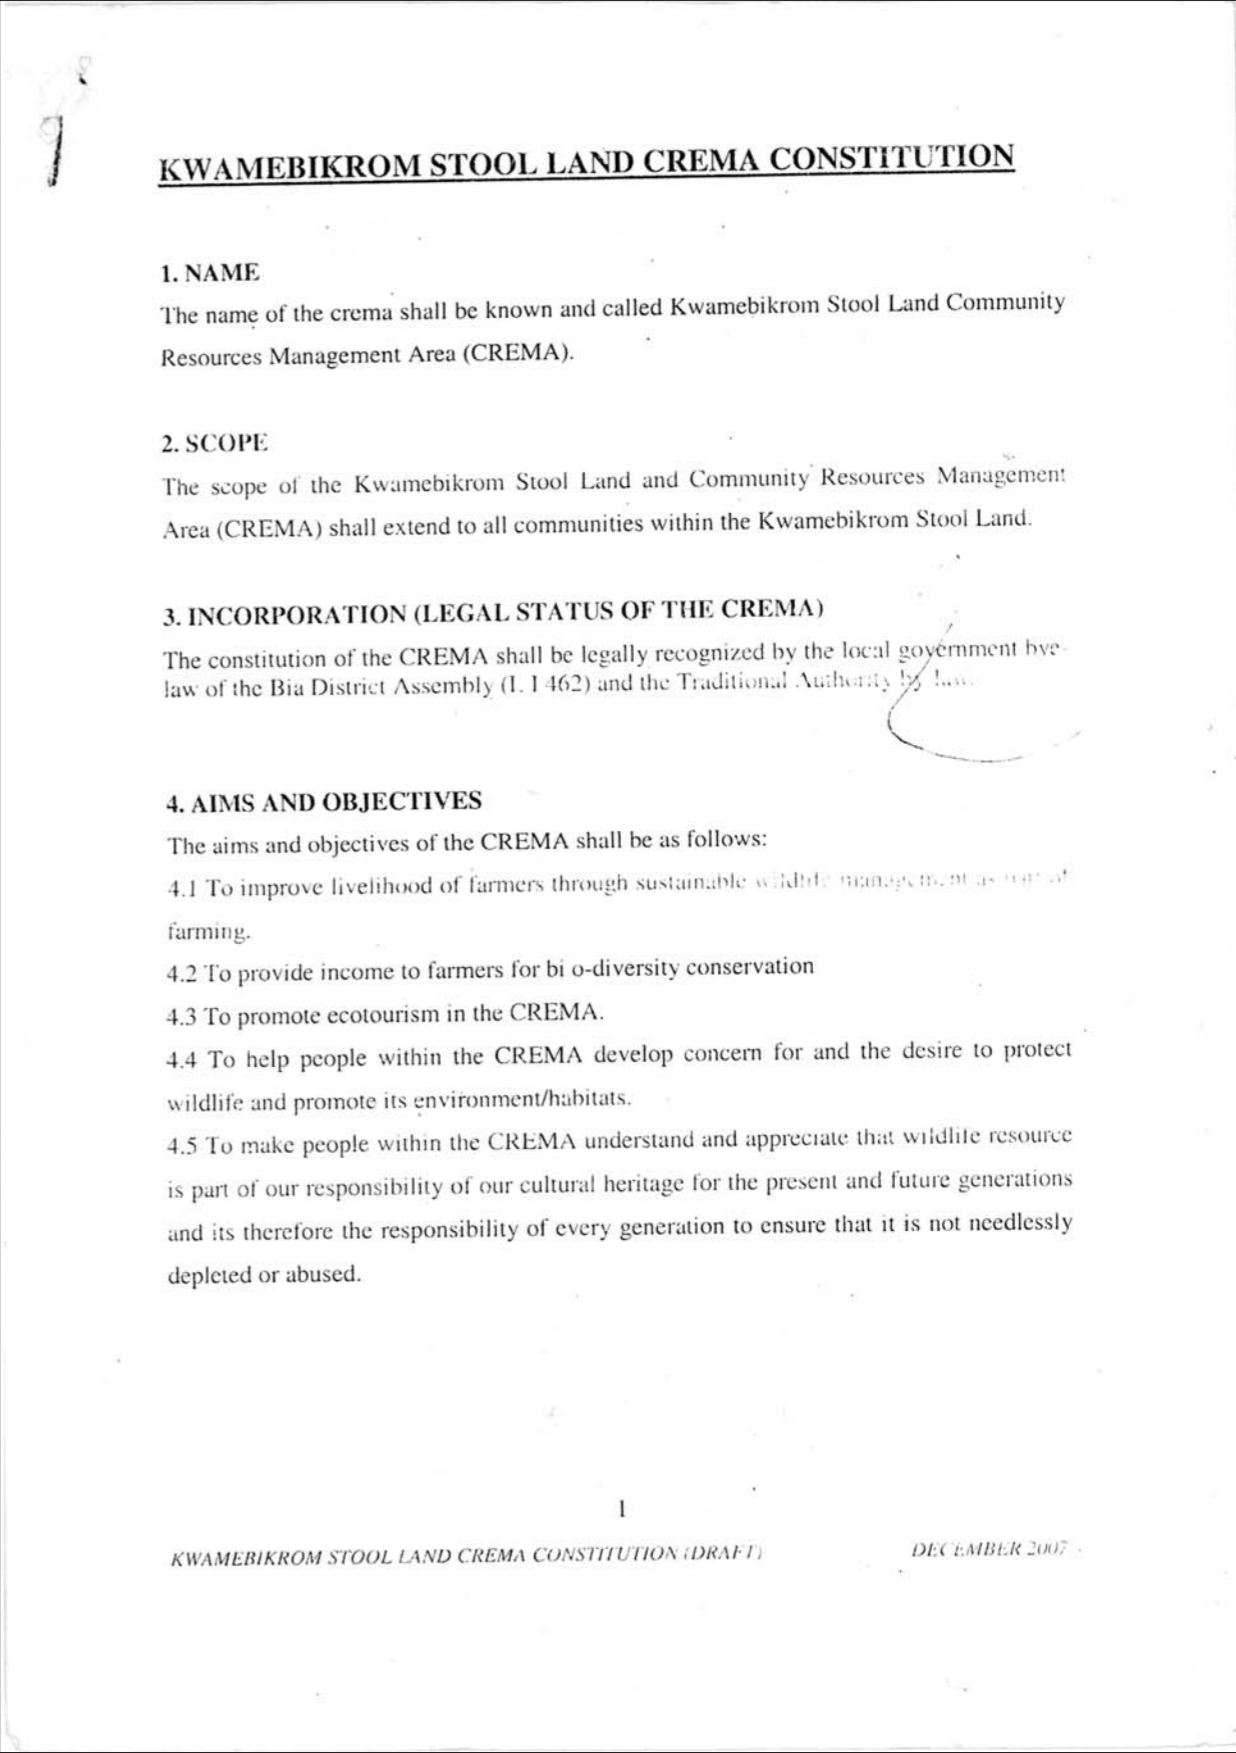 KWAMEBIKROM STOOL LAND CREMA CONSTITUTION
1. NAME
The name of the crema shall be known and called Kwamebikrom Stool Land Community
Resources Management Area (CREMA).
2. SCOPE
The scope of the Kwamebikrom Stool Land and Community Resources Management
Area (CREMA) shall extend to all communities within the Kwamebikrom Stool Land.
3. INCORPORATION (LEGAL STATUS OF THE CREMA)
The constitution of the CREMA shall be legally recognized by the local government bye-
law of the Bia District Assembly (L. I 462) and the Traditional Authority by
4. AIMS AND OBJECTIVES
The aims and objectives of the CREMA shall be as follows:
4.1 To improve livelihood of farmers through sustainable wildlife management as
farming.
4.2 To provide income to farmers for bi o-diversity conservation
4.3 To promote ecotourism in the CREMA.
4.4 To help people within the CREMA develop concern for and the desire to protect
wildlife and promote its environment/habitats.
4.5 To make people within the CREMA understand and appreciate that wildlife resource
is part of our responsibility of our cultural heritage for the present and future generations
and its therefore the responsibility of every generation to ensure that it is not needlessly
depleted or abused.
1
KWAMEBIKROM STOOL LAND CREMA CONSTITUTION (DRAFT) DECEMBER 2007